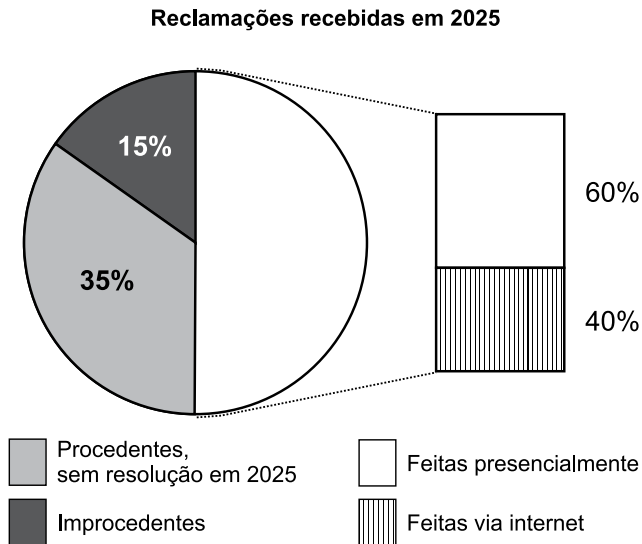 Reclamações recebidas em 2025
15%
35%
60%
40%
Procedentes,
sem resolução em 2025
Improcedentes
Feitas presencialmente
Feitas via internet